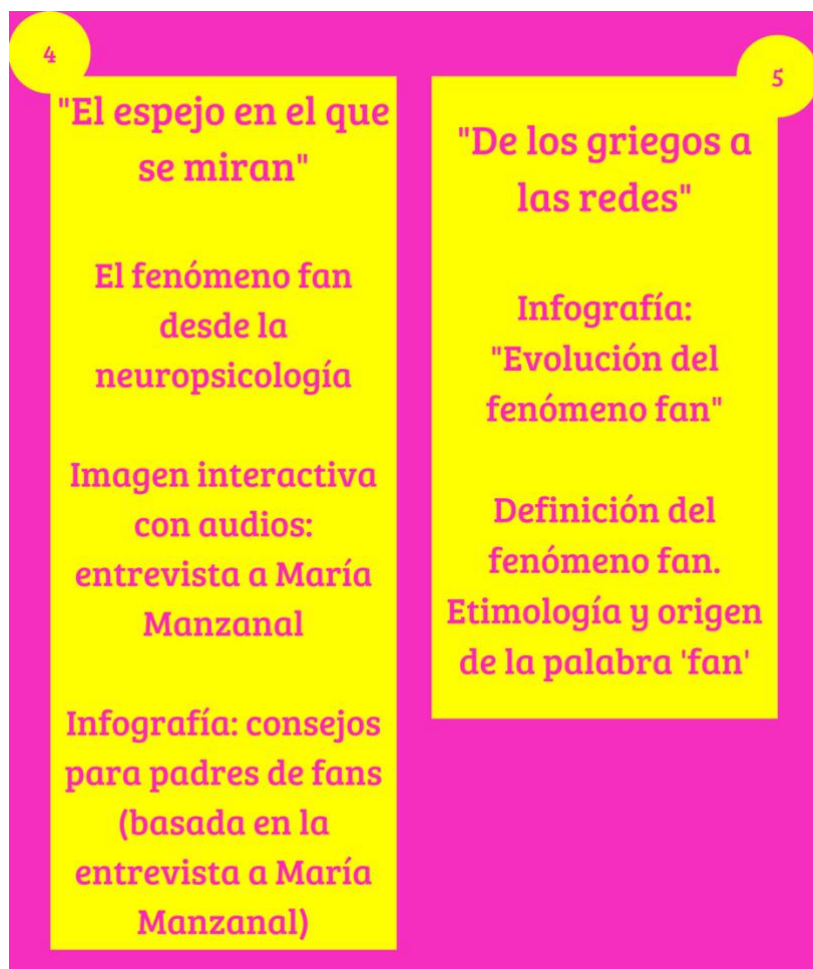 4
"El espejo en el que
se miran"
El fenómeno fan
desde la
neuropsicología
Imagen interactiva
con audios:
entrevista a María
Manzanal
Infografía: consejos
para padres de fans
(basada en la
entrevista a María
Manzanal)
5
"De los griegos a
las redes"
Infografía:
"Evolución del
fenómeno fan"
Definición del
fenómeno fan.
Etimología y origen
de la palabra 'fan'